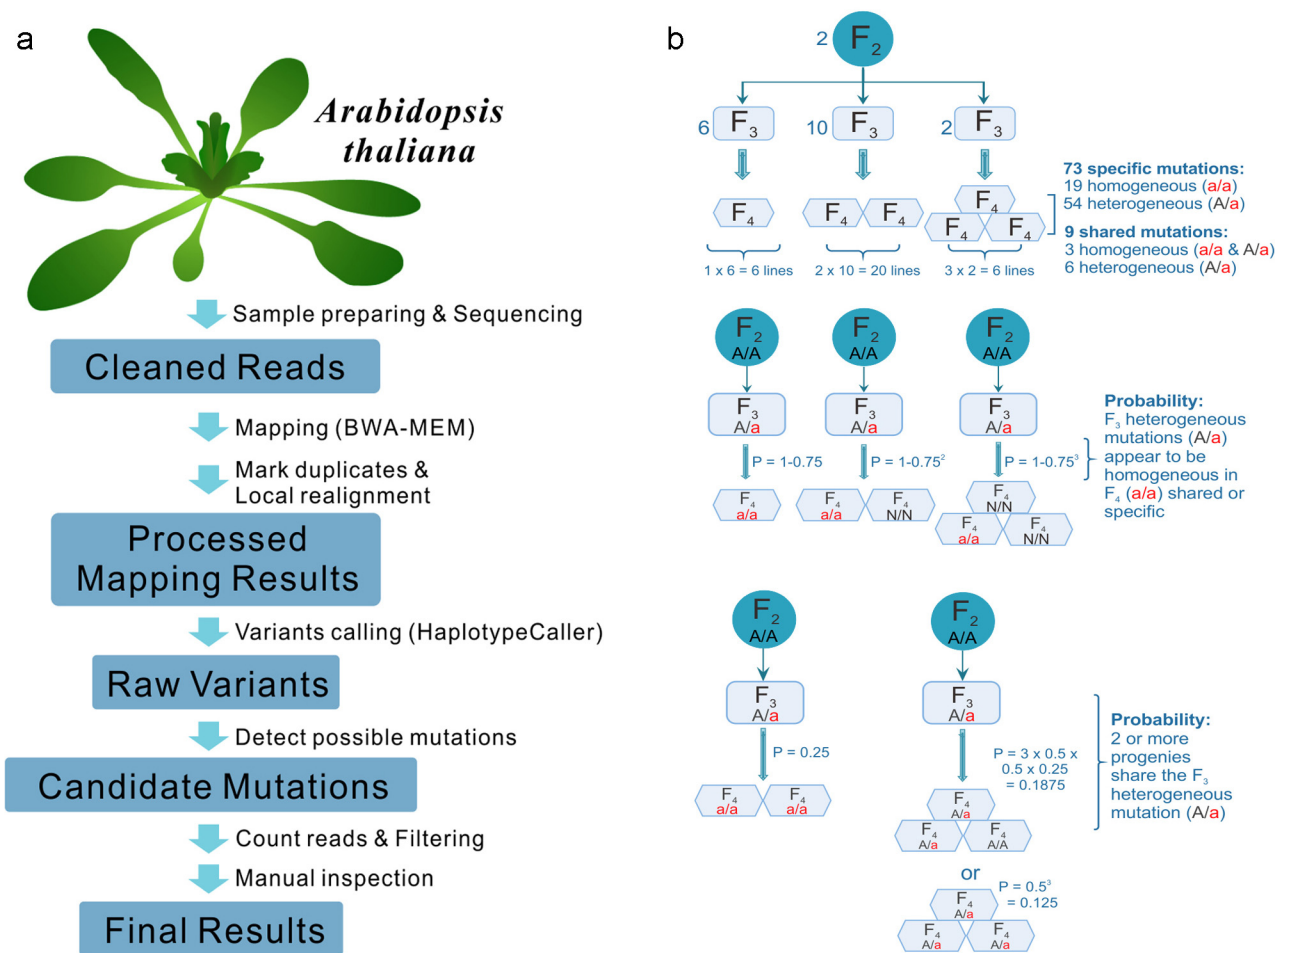 a
Arabidopsis
thaliana
Sample preparing & Sequencing
Cleaned Reads
Mapping (BWA-MEM)
Mark duplicates &
Local realignment
Processed
Mapping Results
Variants calling (HaplotypeCaller)
Raw Variants
Detect possible mutations
Candidate Mutations
Count reads & Filtering
Manual inspection
Final Results
b
2 F2
6 F3 10 F3 2 F3
F4 F4 F4 F4
F4 F4
1 x 6 = 6 lines 2 x 10 = 20 lines 3 x 2 = 6 lines
73 specific mutations:
19 homogeneous (a/a)
54 heterogeneous (A/a)
9 shared mutations:
3 homogeneous (a/a & A/a)
6 heterogeneous (A/a)
F2 F2 F2
A/A A/A A/A
F3 F3 F3
A/a A/a A/a
P = 1-0.75 P = 1-0.75² P = 1-0.75³
F4 F4 F4 F4
a/a a/a N/N N/N
F4 F4
a/a N/N
Probability:
F3 heterogeneous
mutations (A/a)
appear to be
homogeneous in
F4 (a/a) shared or
specific
F2 F2
A/A A/A
F3 F3
A/a A/a
P = 0.25
P = 3 x 0.5 x
0.5 x 0.25
= 0.1875
F4 F4 F4
a/a a/a A/a
F4 F4
A/a A/A
or
P = 0.5³
= 0.125
F4
A/a
F4 F4
A/a A/a
Probability:
2 or more
progenies
share the F3
heterogeneous
mutation (A/a)